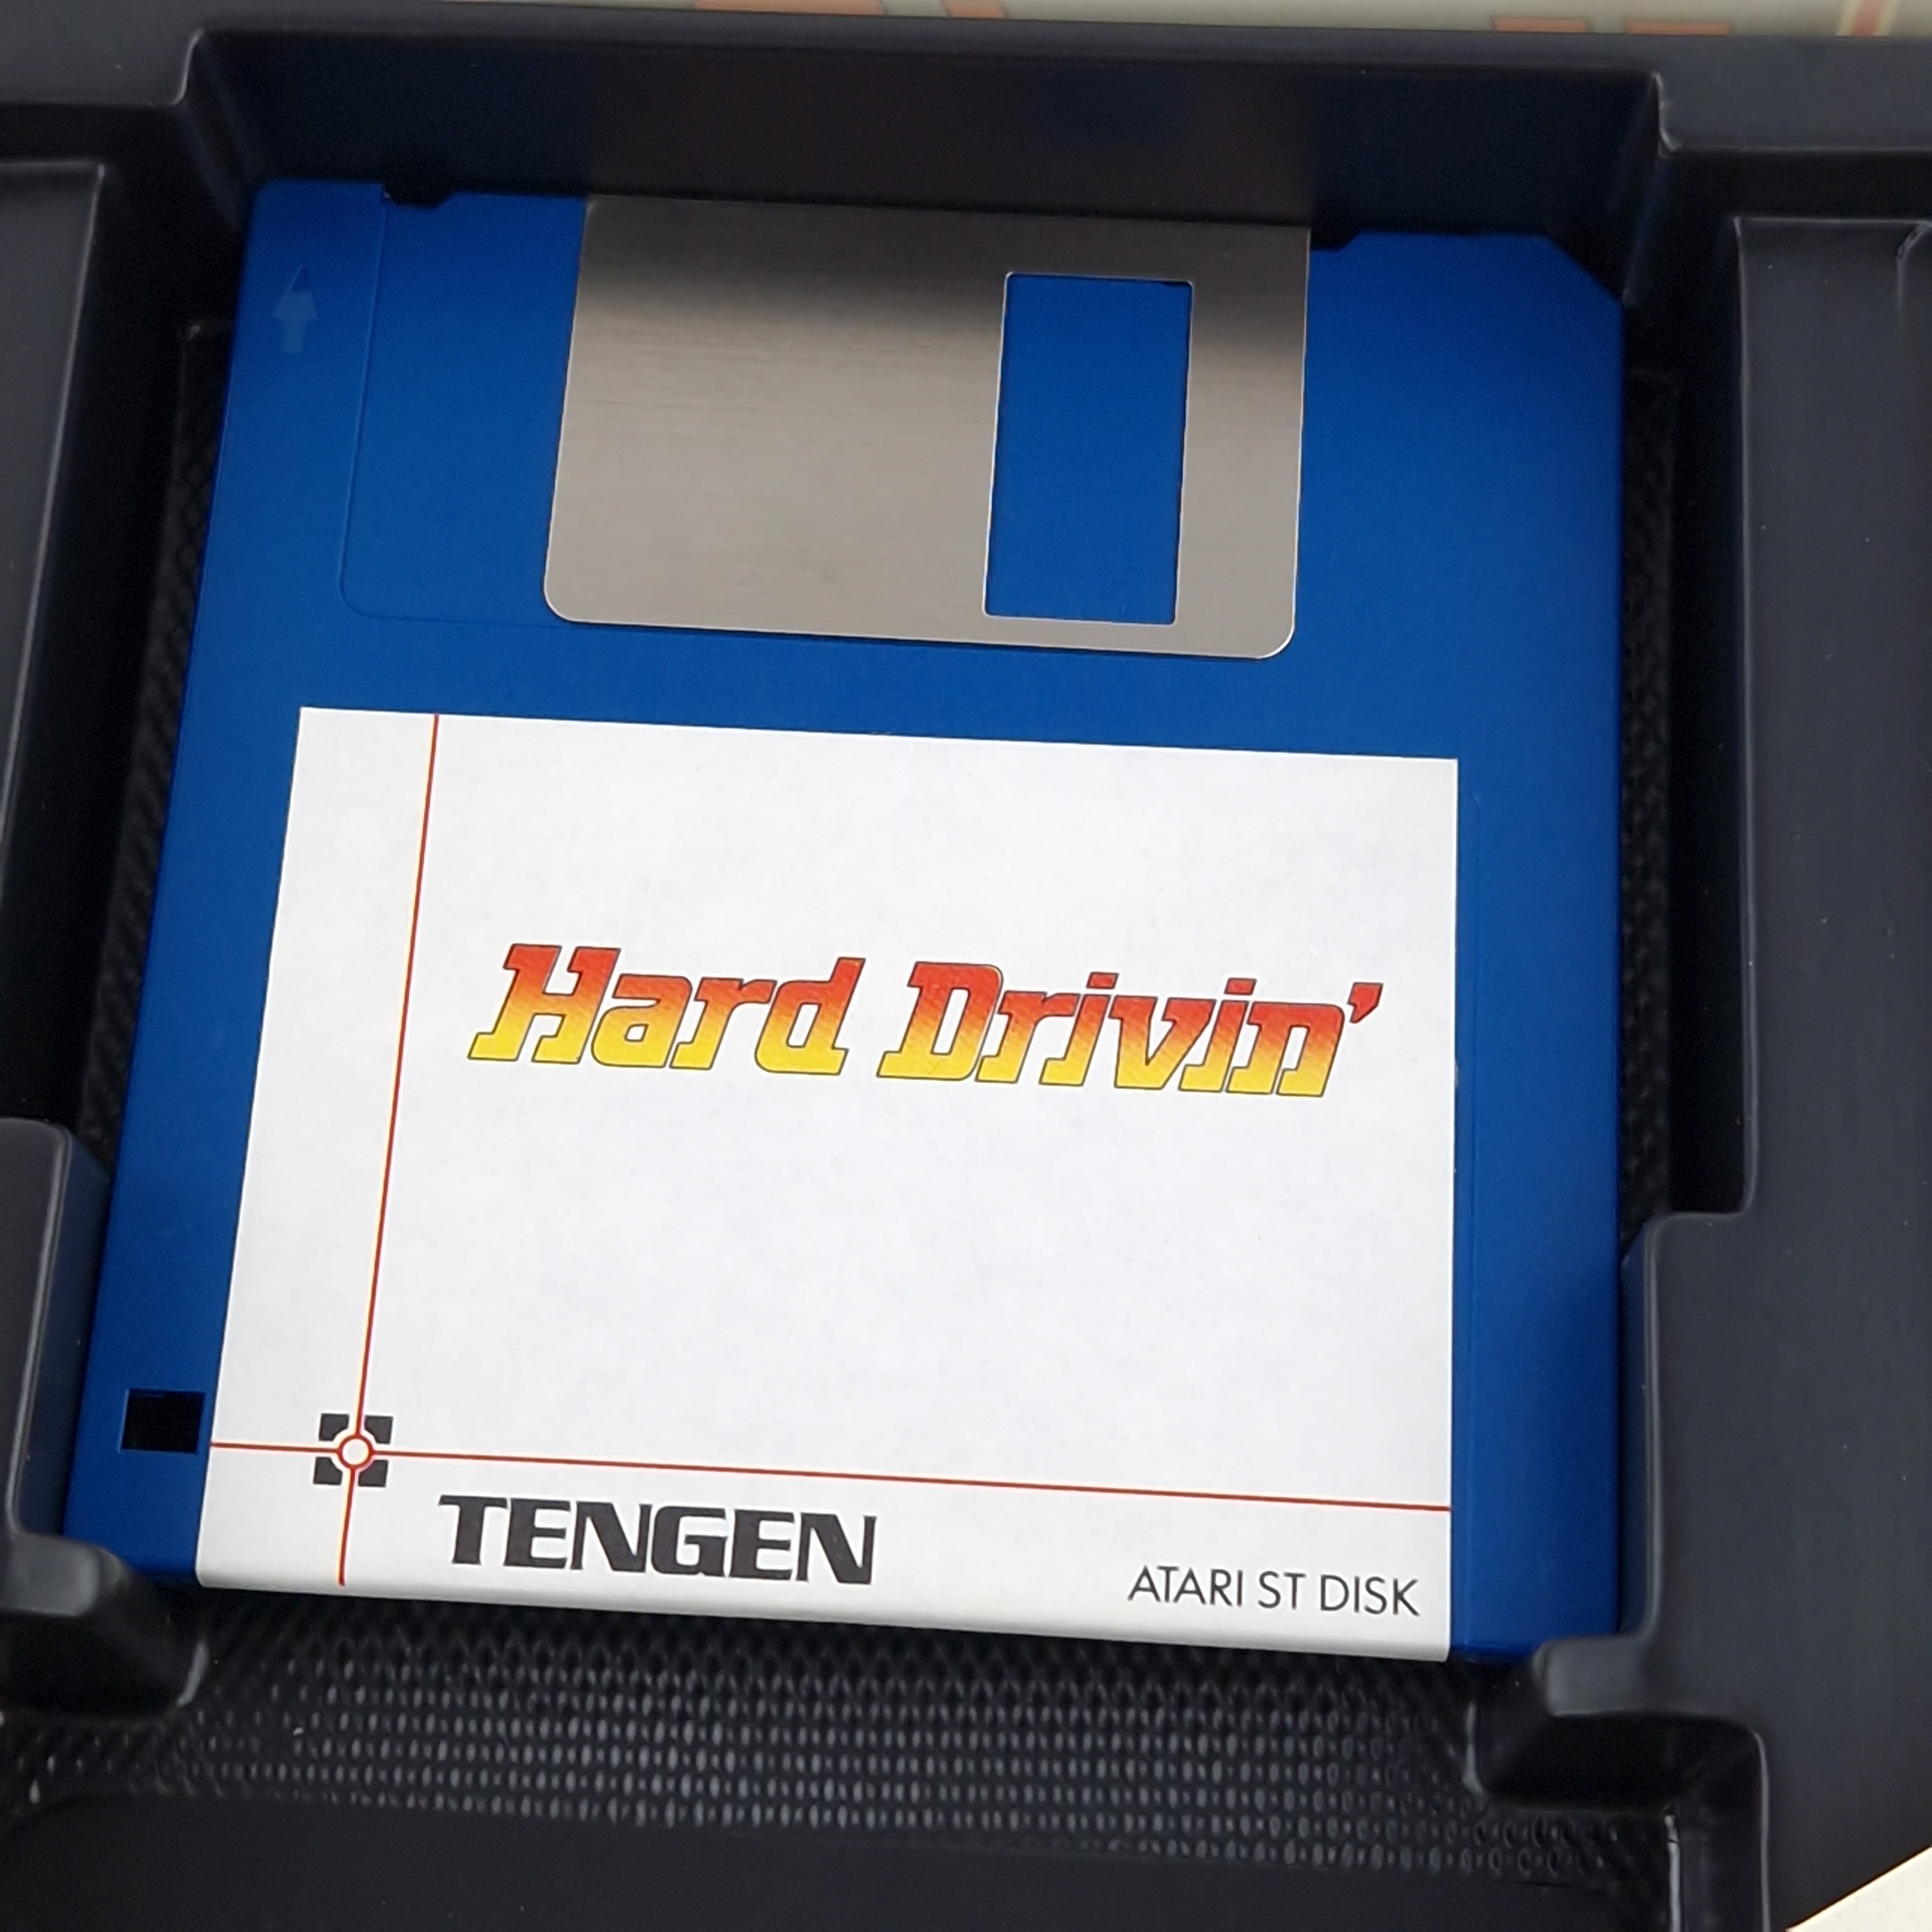 Hard Drivin'
TENGEN
ATARI ST DISK